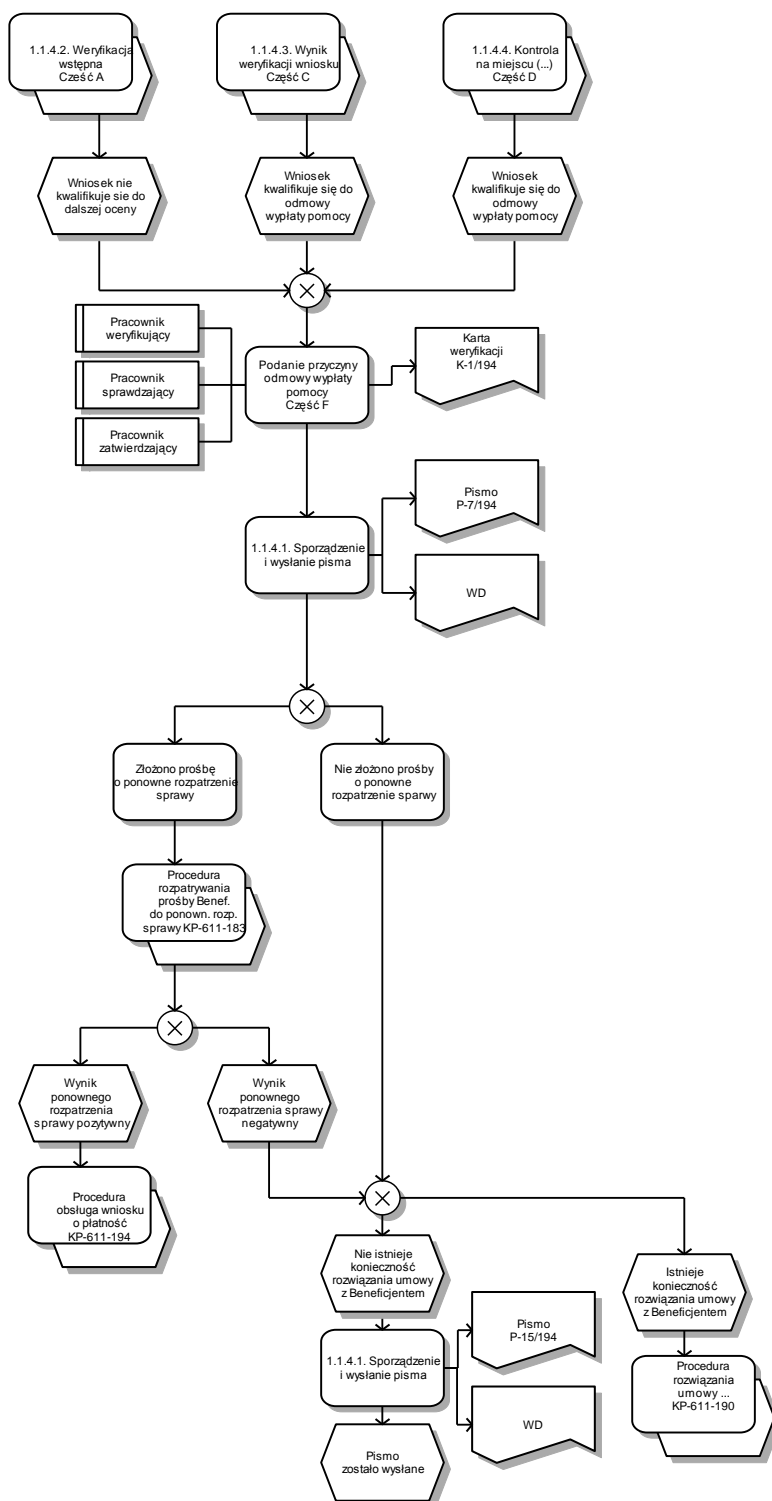 1.1.4.2. Weryfikacja
wstępna
Cześć A
1.1.4.3. Wynik
weryfikacji wniosku
Część C
1.1.4.4. Kontrola
na miejscu (...)
Część D
Wniosek nie
kwalifikuje sie do
dalszej oceny
Wniosek
kwalifikuje się do
odmowy
wypłaty pomocy
Wniosek
kwalifikuje się do
odmowy
wypłaty pomocy
Pracownik
weryfikujący
Pracownik
sprawdzający
Pracownik
zatwierdzający
Podanie przyczyny
odmowy wypłaty
pomocy
Część F
Karta
weryfikacji
K-1/194
Pismo
P-7/194
1.1.4.1. Sporządzenie
i wysłanie pisma
WD
Złożono prośbę
o ponowne rozpatrzenie
sprawy
Nie złożono prośby
o ponowne
rozpatrzenie sparwy
Procedura
rozpatrywania
prośby Benef.
do ponown. rozp.
sprawy KP-611-183
Wynik
ponownego
rozpatrzenia
sprawy pozytywny
Wynik
ponownego
rozpatrzenia sprawy
negatywny
Procedura
obsługa wniosku
o płatność
KP-611-194
Nie istnieje
konieczność
rozwiązania umowy
z Beneficjentem
Istnieje
konieczność
rozwiązania umowy
z Beneficjentem
Pismo
P-15/194
1.1.4.1. Sporządzenie
i wysłanie pisma
WD
Procedura
rozwiązania
umowy ...
KP-611-190
Pismo
zostało wysłane